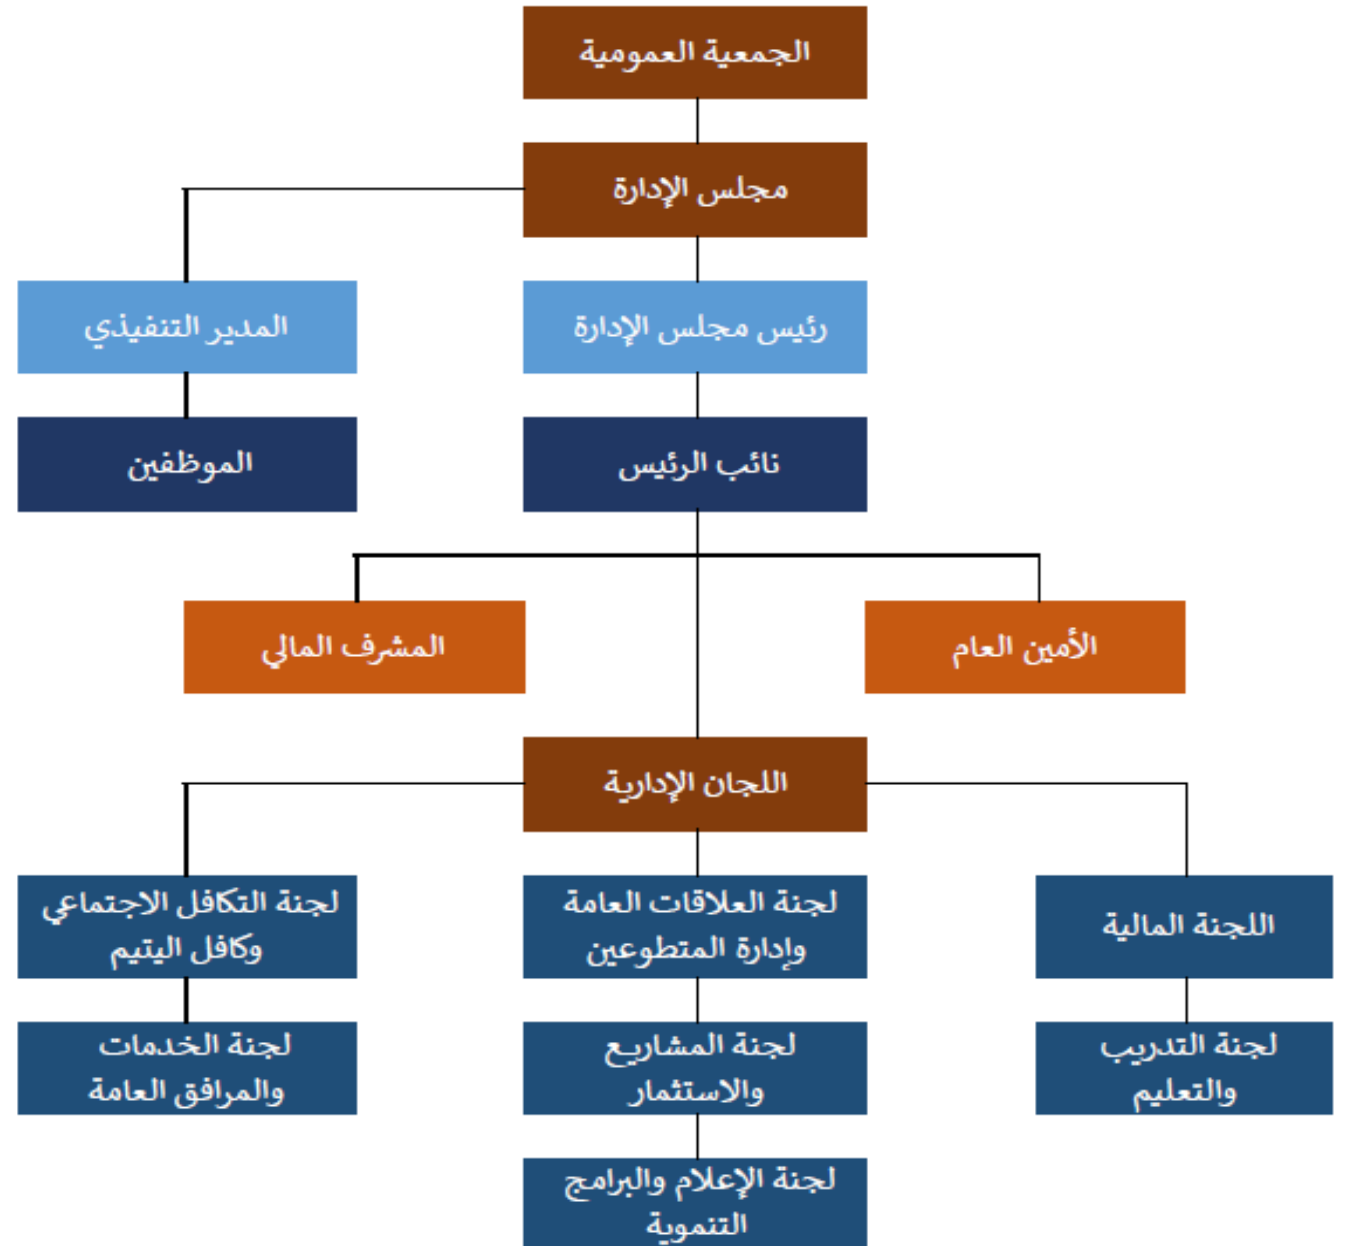 الجمعية العمومية
مجلس الإدارة
رئيس مجلس الإدارة
المدير التنفيذي
نائب الرئيس
الموظفين
الأمين العام
المشرف المالي
اللجان الإدارية
اللجنة المالية
لجنة العلاقات العامة
وإدارة المتطوعين
لجنة التكافل الاجتماعي
وكافل اليتيم
لجنة التدريب
والتعليم
لجنة المشاريع
والاستثمار
لجنة الخدمات
والمرافق العامة
لجنة الإعلام والبرامج
التنموية